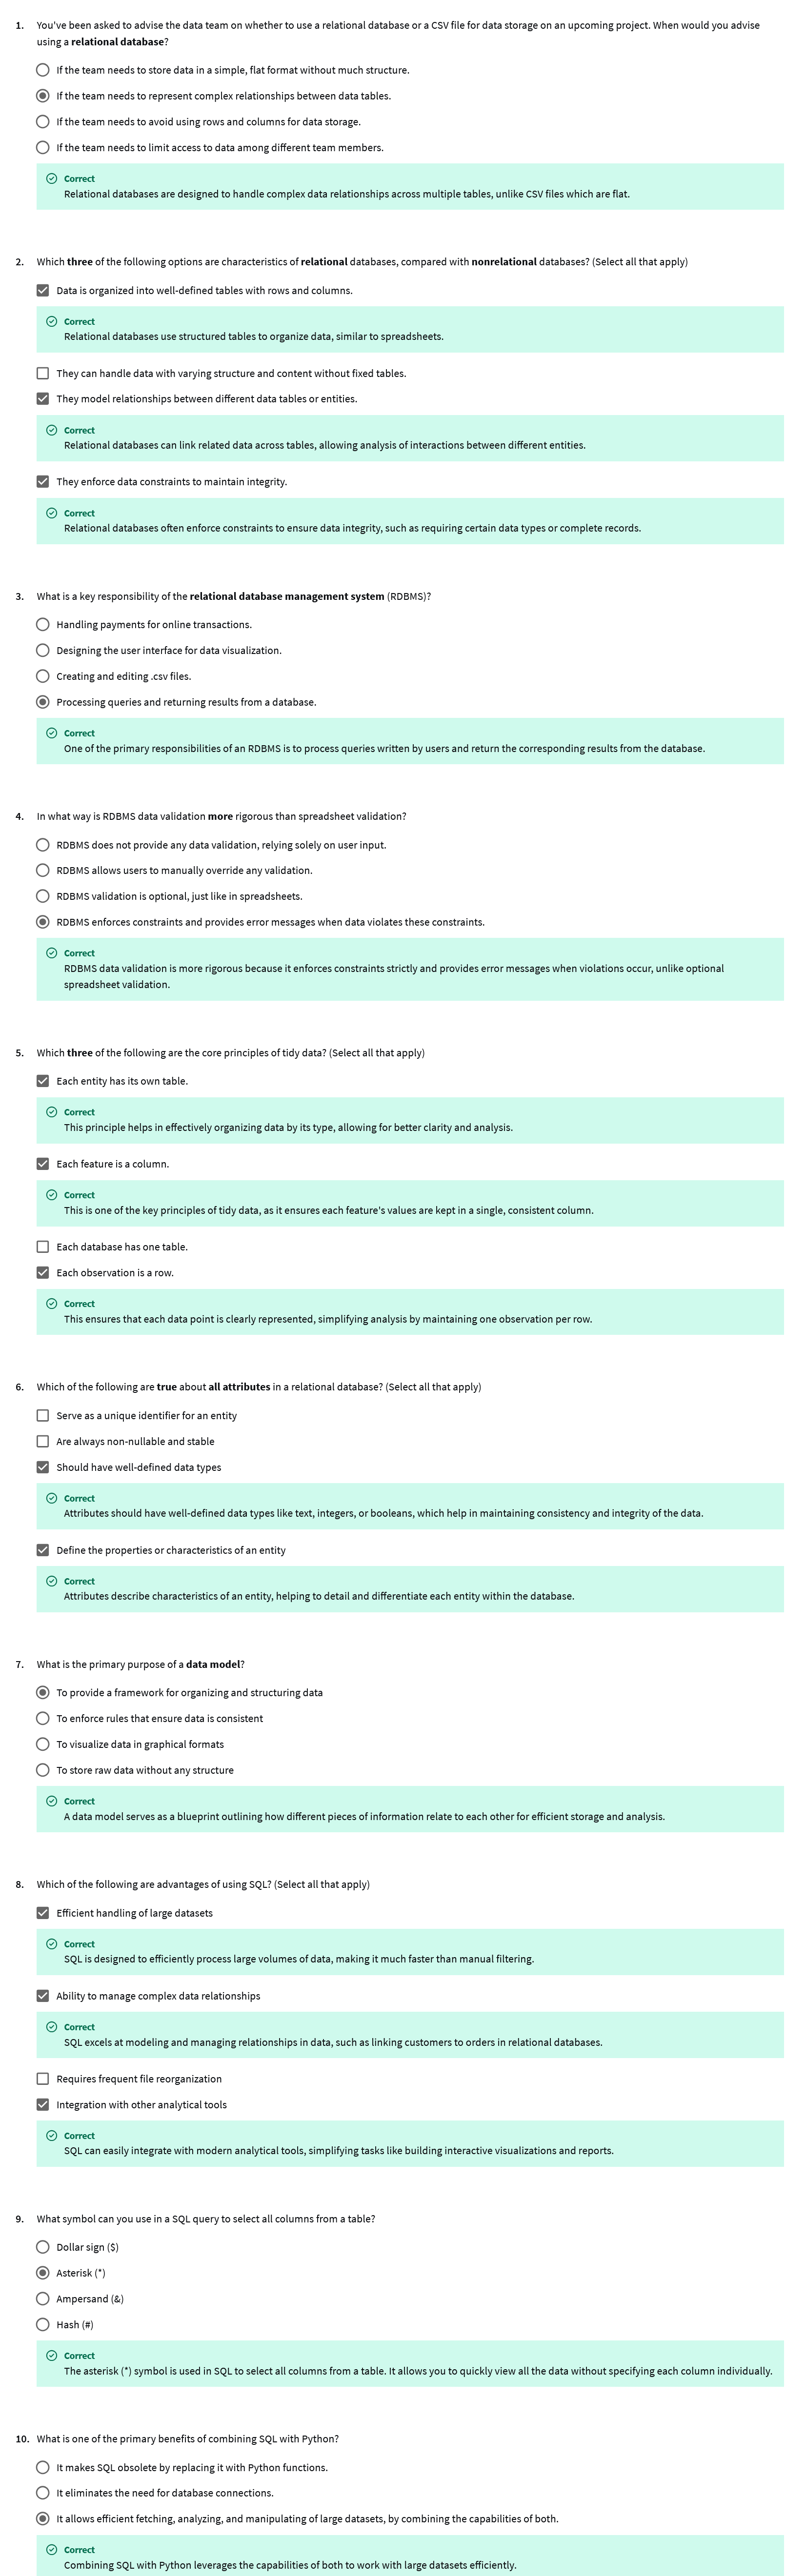 1. You've been asked to advise the data team on whether to use a relational database or a CSV file for data storage on an upcoming project. When would you advise
using a relational database?
If the team needs to store data in a simple, flat format without much structure.
If the team needs to represent complex relationships between data tables.
If the team needs to avoid using rows and columns for data storage.
If the team needs to limit access to data among different team members.
Correct
Relational databases are designed to handle complex data relationships across multiple tables, unlike CSV files which are flat.
2. Which three of the following options are characteristics of relational databases, compared with nonrelational databases? (Select all that apply)
Data is organized into well-defined tables with rows and columns.
Correct
Relational databases use structured tables to organize data, similar to spreadsheets.
They can handle data with varying structure and content without fixed tables.
They model relationships between different data tables or entities.
Correct
Relational databases can link related data across tables, allowing analysis of interactions between different entities.
They enforce data constraints to maintain integrity.
Correct
Relational databases often enforce constraints to ensure data integrity, such as requiring certain data types or complete records.
3. What is a key responsibility of the relational database management system (RDBMS)?
Handling payments for online transactions.
Designing the user interface for data visualization.
Creating and editing .csv files.
Processing queries and returning results from a database.
Correct
One of the primary responsibilities of an RDBMS is to process queries written by users and return the corresponding results from the database.
4. In what way is RDBMS data validation more rigorous than spreadsheet validation?
RDBMS does not provide any data validation, relying solely on user input.
RDBMS allows users to manually override any validation.
RDBMS validation is optional, just like in spreadsheets.
RDBMS enforces constraints and provides error messages when data violates these constraints.
Correct
RDBMS data validation is more rigorous because it enforces constraints strictly and provides error messages when violations occur, unlike optional
spreadsheet validation.
5. Which three of the following are the core principles of tidy data? (Select all that apply)
Each entity has its own table.
Correct
This principle helps in effectively organizing data by its type, allowing for better clarity and analysis.
Each feature is a column.
Correct
This is one of the key principles of tidy data, as it ensures each feature's values are kept in a single, consistent column.
Each database has one table.
Each observation is a row.
Correct
This ensures that each data point is clearly represented, simplifying analysis by maintaining one observation per row.
6. Which of the following are true about all attributes in a relational database? (Select all that apply)
Serve as a unique identifier for an entity
Are always non-nullable and stable
Should have well-defined data types
Correct
Attributes should have well-defined data types like text, integers, or booleans, which help in maintaining consistency and integrity of the data.
Define the properties or characteristics of an entity
Correct
Attributes describe characteristics of an entity, helping to detail and differentiate each entity within the database.
7. What is the primary purpose of a data model?
To provide a framework for organizing and structuring data
To enforce rules that ensure data is consistent
To visualize data in graphical formats
To store raw data without any structure
Correct
A data model serves as a blueprint outlining how different pieces of information relate to each other for efficient storage and analysis.
8. Which of the following are advantages of using SQL? (Select all that apply)
Efficient handling of large datasets
Correct
SQL is designed to efficiently process large volumes of data, making it much faster than manual filtering.
Ability to manage complex data relationships
Correct
SQL excels at modeling and managing relationships in data, such as linking customers to orders in relational databases.
Requires frequent file reorganization
Integration with other analytical tools
Correct
SQL can easily integrate with modern analytical tools, simplifying tasks like building interactive visualizations and reports.
9. What symbol can you use in a SQL query to select all columns from a table?
Dollar sign ($)
Asterisk (*)
Ampersand (&)
Hash (#)
Correct
The asterisk (*) symbol is used in SQL to select all columns from a table. It allows you to quickly view all the data without specifying each column individually.
10. What is one of the primary benefits of combining SQL with Python?
It makes SQL obsolete by replacing it with Python functions.
It eliminates the need for database connections.
It allows efficient fetching, analyzing, and manipulating of large datasets, by combining the capabilities of both.
Correct
Combining SQL with Python leverages the capabilities of both to work with large datasets efficiently.